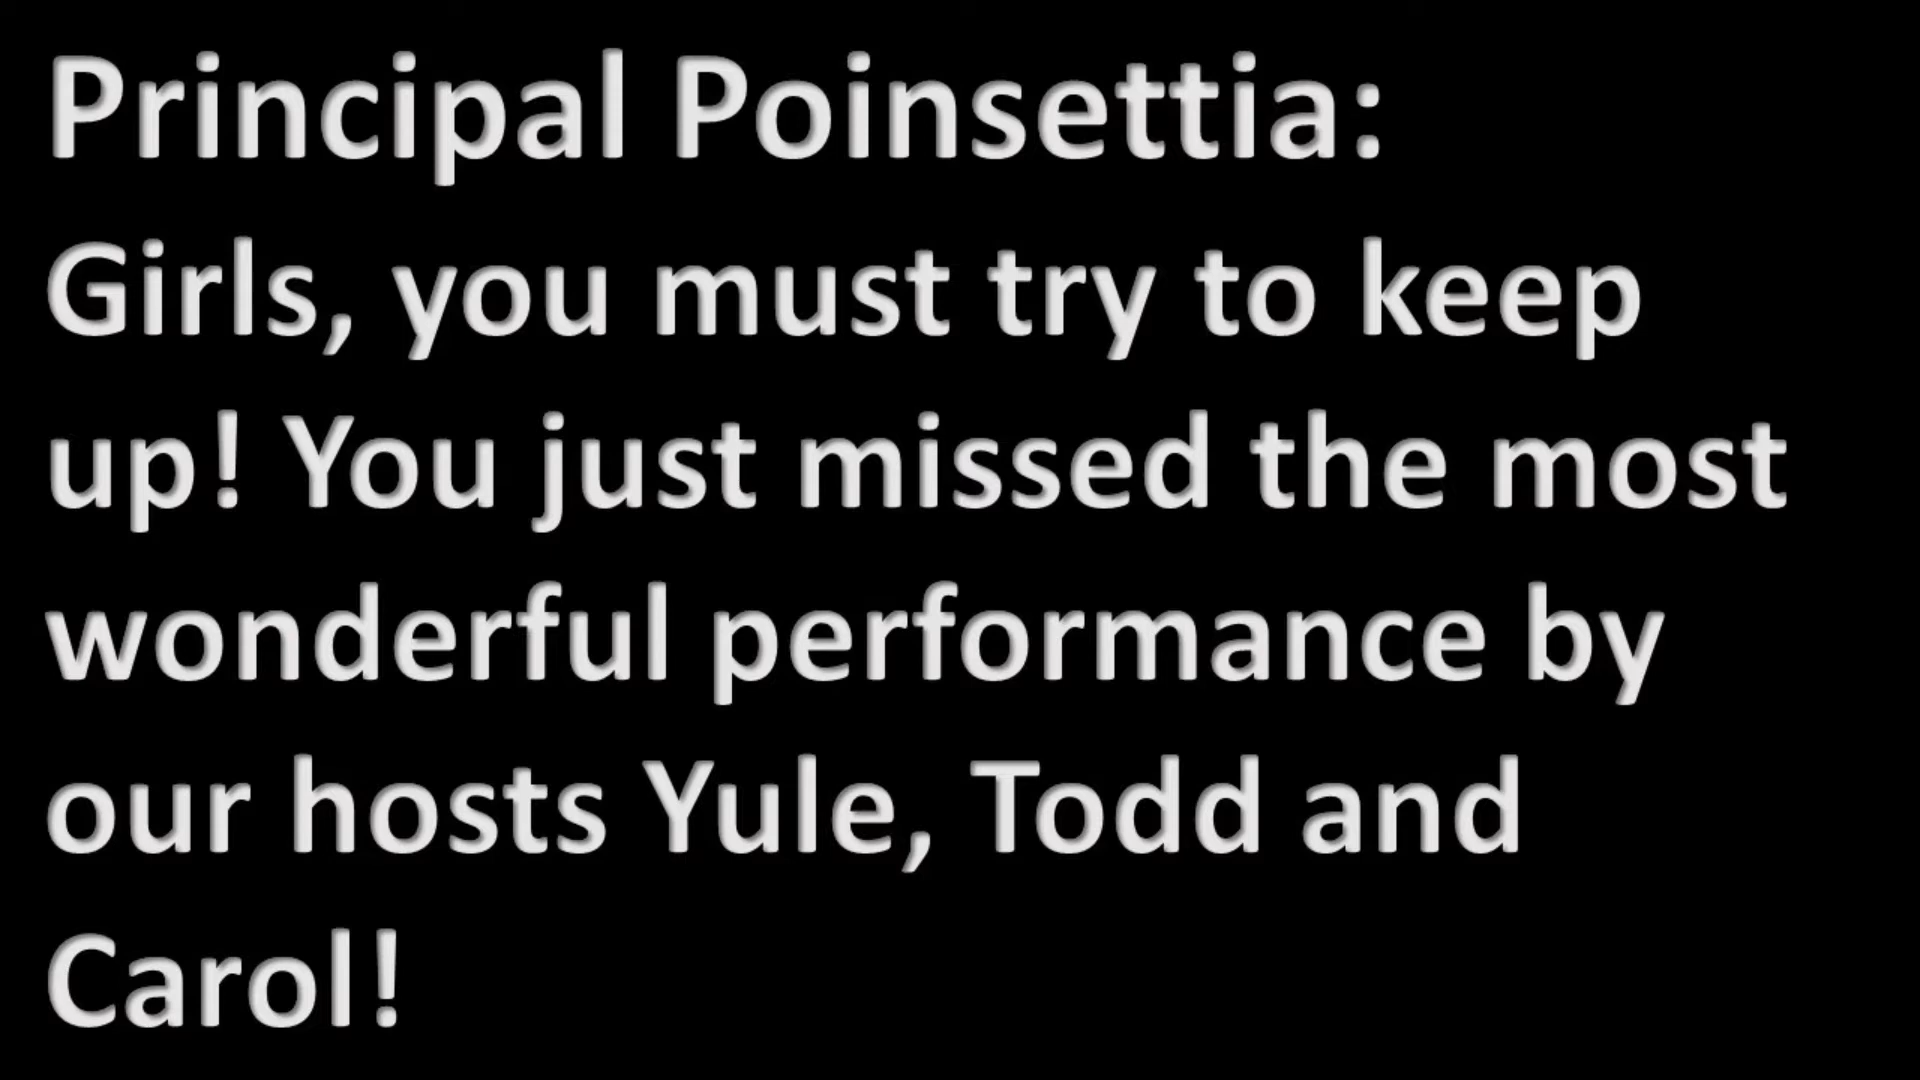 Principal Poinsettia:
Girls, you must try to keep
up! You just missed the most
wonderful performance by
our hosts Yule, Todd and
Carol!